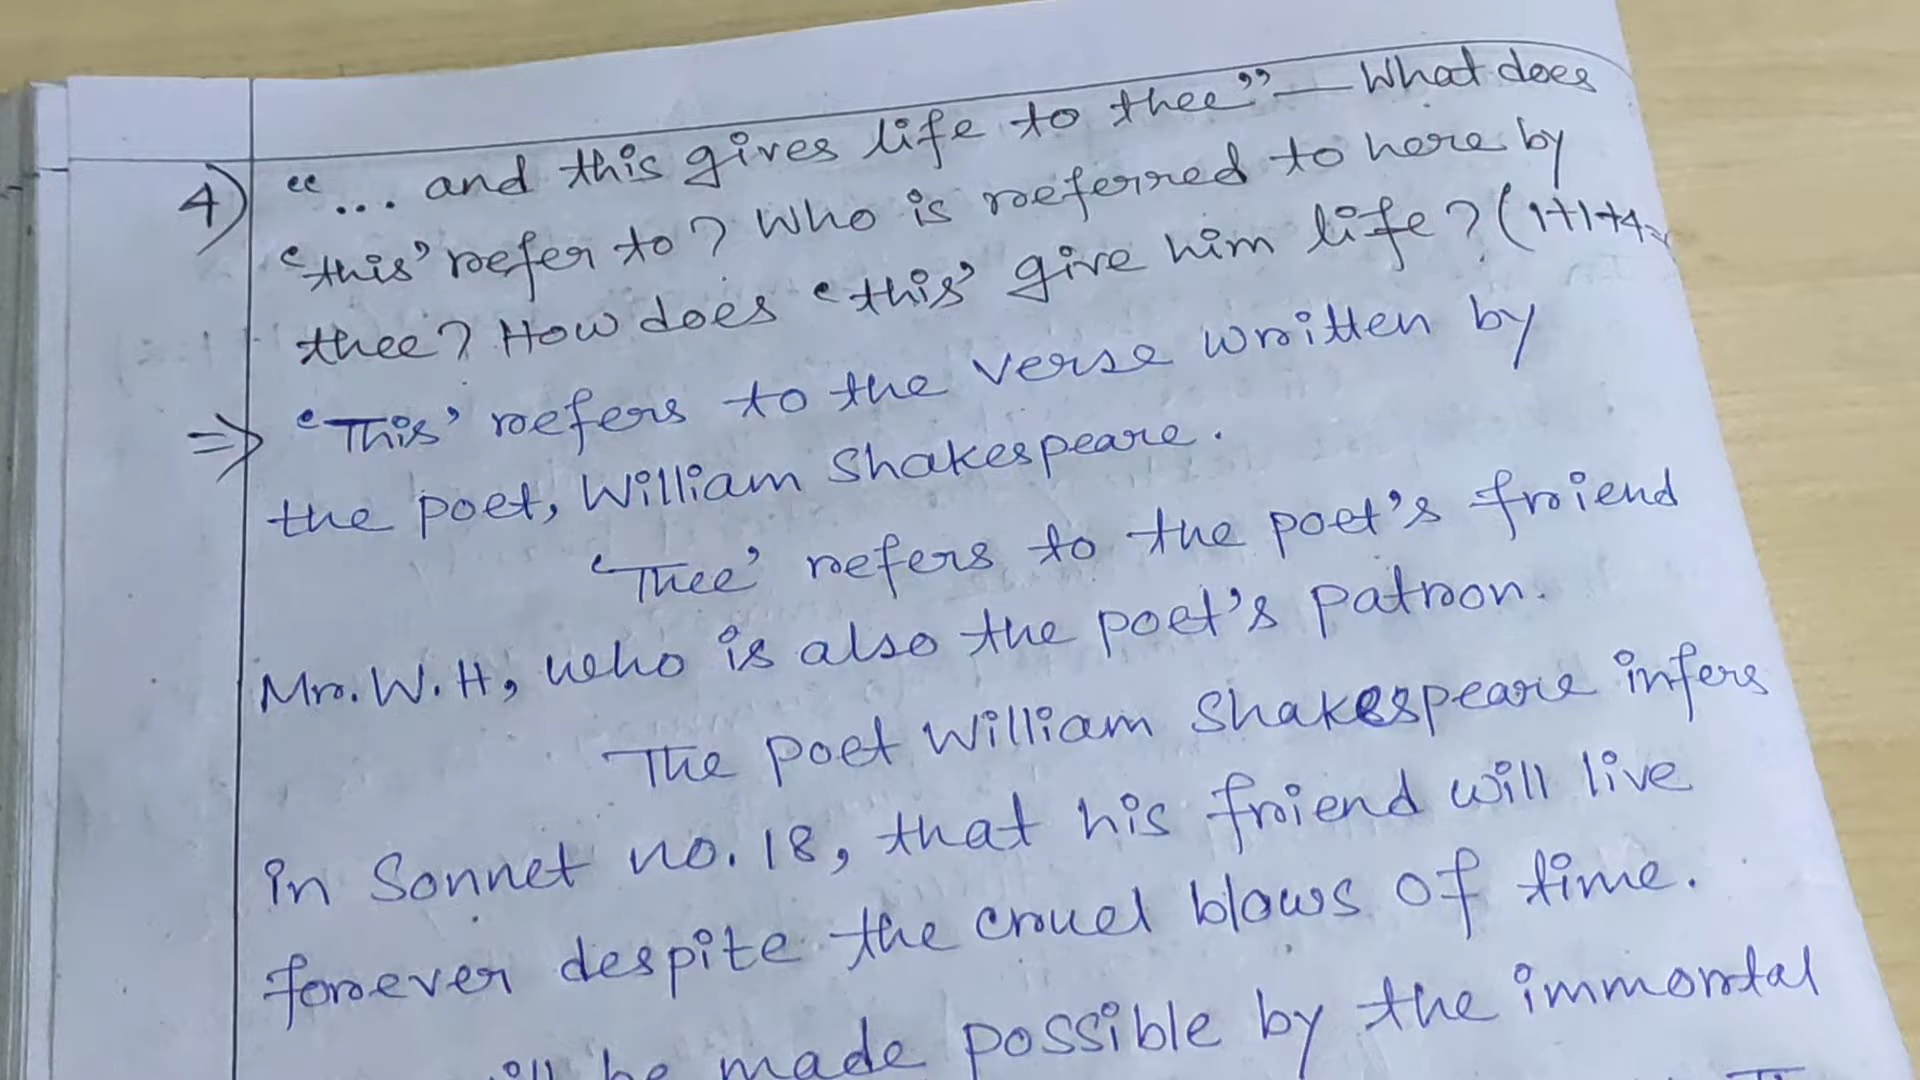 4) "... and this gives life to thee" — What does
'this' refer to? Who is referred to here by
thee? How does 'this' give him life? (1+1+4=
⇒ 'This' refers to the verse written by
the poet, William Shakespeare.
'Thee' refers to the poet's friend
Mr. W.H, who is also the poet's patron.
The poet William Shakespeare infers
in Sonnet no. 18, that his friend will live
forever despite the cruel blows of time.
will be made possible by the immortal